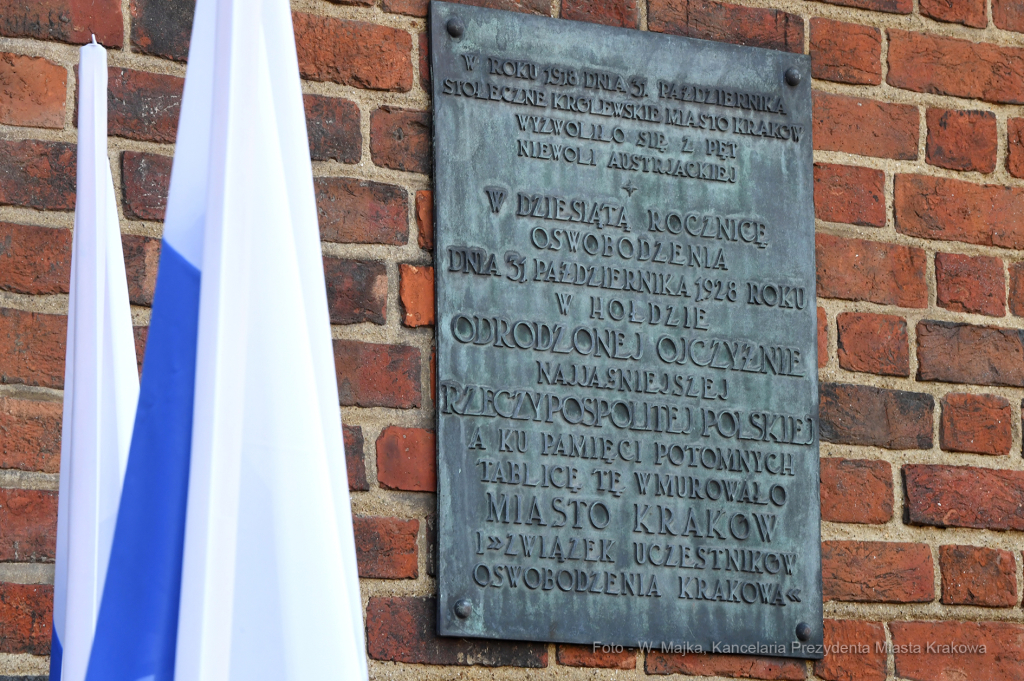 W ROKU 1918 DNIA 31. PAŹDZIERNIKA
STOŁECZNE KRÓLEWSKIE MIASTO KRAKÓW
WYZWOLIŁO SIĘ Z PĘT
NIEWOLI AUSTRJACKIEJ
W DZIESIĄTĄ ROCZNICĘ
OSWOBODZENIA
DNIA 31. PAŹDZIERNIKA 1928 ROKU
W HOŁDZIE
ODRODZONEJ OJCZYŹNIE
NAJJAŚNIEJSZEJ
RZECZYPOSPOLITEJ POLSKIEJ
A KU PAMIĘCI POTOMNYCH
TABLICĘ TĘ WMUROWAŁO
MIASTO KRAKÓW
I »ZWIĄZEK UCZESTNIKÓW
OSWOBODZENIA KRAKOWA«
Foto - W. Majka, Kancelaria Prezydenta Miasta Krakowa